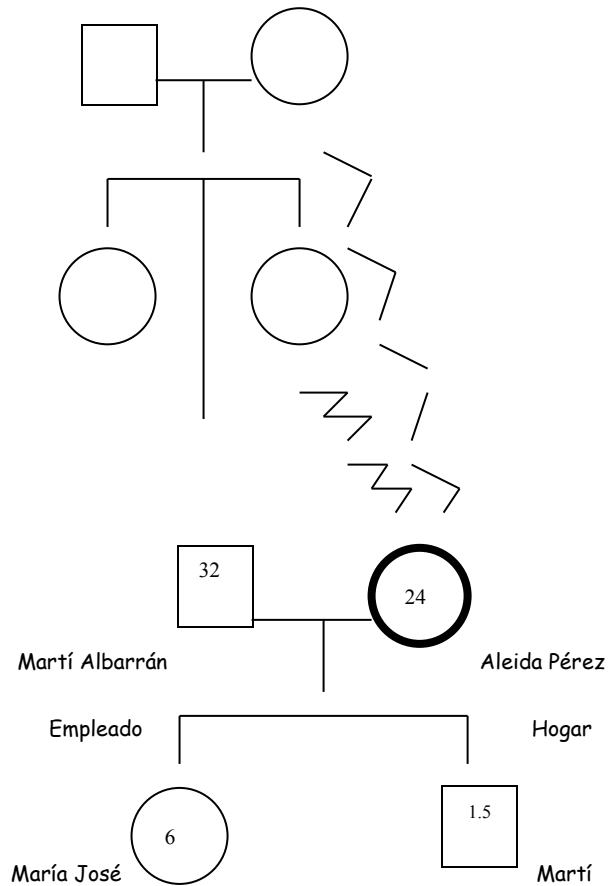 32
24
Martí Albarrán
Aleida Pérez
Empleado
Hogar
6
1.5
María José
Martí